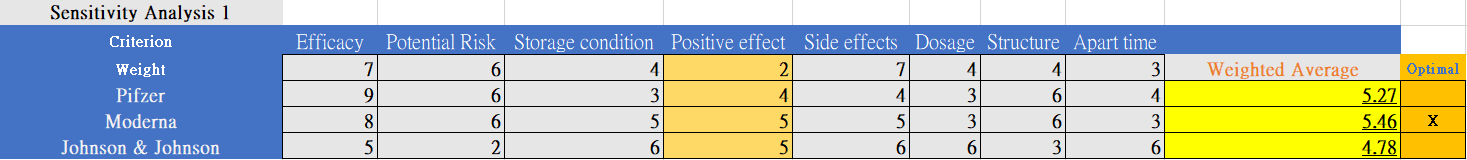 Sensitivity Analysis 1
Criterion Efficacy Potential Risk Storage condition Positive effect Side effects Dosage Structure Apart time
Weight 7 6 4 2 7 4 4 3 Weighted Average Optimal
Pifzer 9 6 3 4 4 3 6 4 5.27
Moderna 8 6 5 5 5 3 6 3 5.46 X
Johnson & Johnson 5 2 6 5 6 6 3 6 4.78